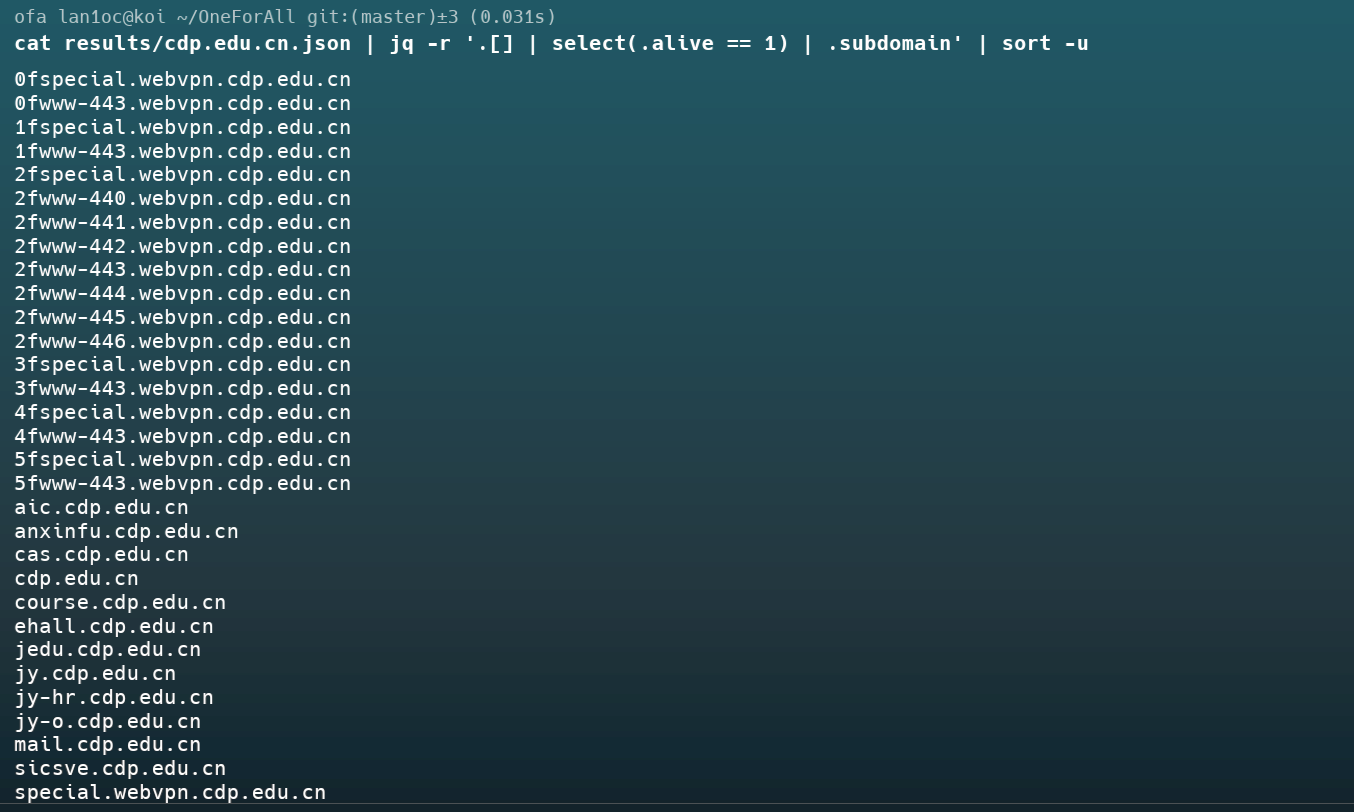 ofa lan1oc@koi ~/OneForAll git:(master)±3 (0.031s)
cat results/cdp.edu.cn.json | jq -r '.[] | select(.alive == 1) | .subdomain' | sort -u
0fspecial.webvpn.cdp.edu.cn
0fwww-443.webvpn.cdp.edu.cn
1fspecial.webvpn.cdp.edu.cn
1fwww-443.webvpn.cdp.edu.cn
2fspecial.webvpn.cdp.edu.cn
2fwww-440.webvpn.cdp.edu.cn
2fwww-441.webvpn.cdp.edu.cn
2fwww-442.webvpn.cdp.edu.cn
2fwww-443.webvpn.cdp.edu.cn
2fwww-444.webvpn.cdp.edu.cn
2fwww-445.webvpn.cdp.edu.cn
2fwww-446.webvpn.cdp.edu.cn
3fspecial.webvpn.cdp.edu.cn
3fwww-443.webvpn.cdp.edu.cn
4fspecial.webvpn.cdp.edu.cn
4fwww-443.webvpn.cdp.edu.cn
5fspecial.webvpn.cdp.edu.cn
5fwww-443.webvpn.cdp.edu.cn
aic.cdp.edu.cn
anxinfu.cdp.edu.cn
cas.cdp.edu.cn
cdp.edu.cn
course.cdp.edu.cn
ehall.cdp.edu.cn
jedu.cdp.edu.cn
jy.cdp.edu.cn
jy-hr.cdp.edu.cn
jy-o.cdp.edu.cn
mail.cdp.edu.cn
sicsve.cdp.edu.cn
special.webvpn.cdp.edu.cn